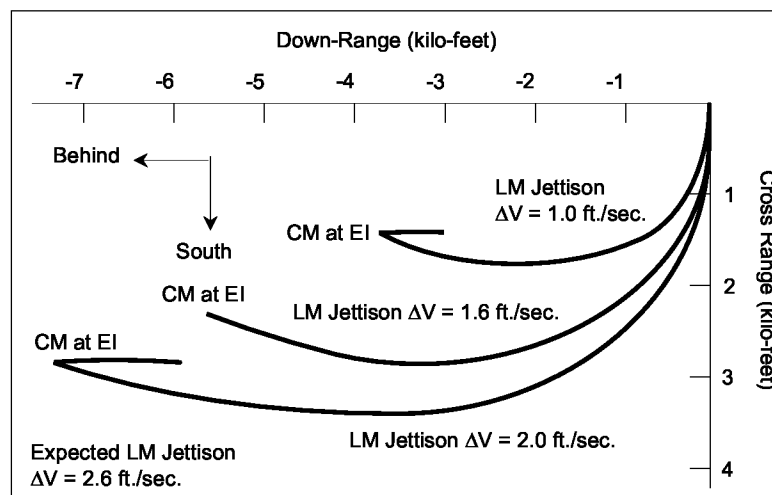 Down-Range (kilo-feet)
-7 -6 -5 -4 -3 -2 -1
Behind
South
LM Jettison
ΔV = 1.0 ft./sec.
CM at EI
CM at EI
LM Jettison ΔV = 1.6 ft./sec.
CM at EI
LM Jettison ΔV = 2.0 ft./sec.
Expected LM Jettison
ΔV = 2.6 ft./sec.
1
2
3
4
Cross Range (kilo-feet)